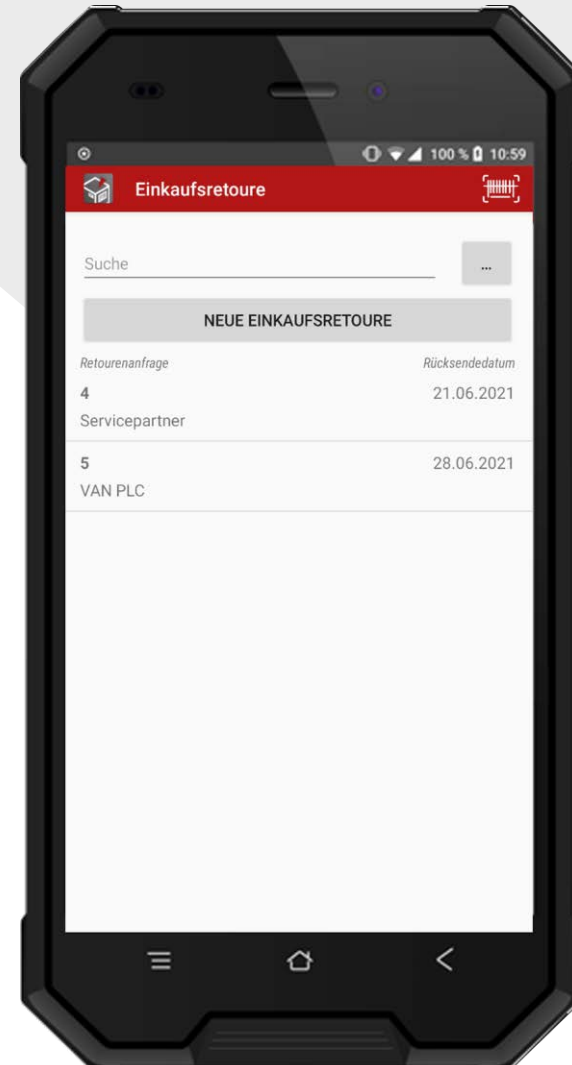 100 % 10:59
Einkaufsretoure
Suche
...
NEUE EINKAUFSRETOURE
Retourenanfrage Rücksendedatum
4 21.06.2021
Servicepartner
5 28.06.2021
VAN PLC